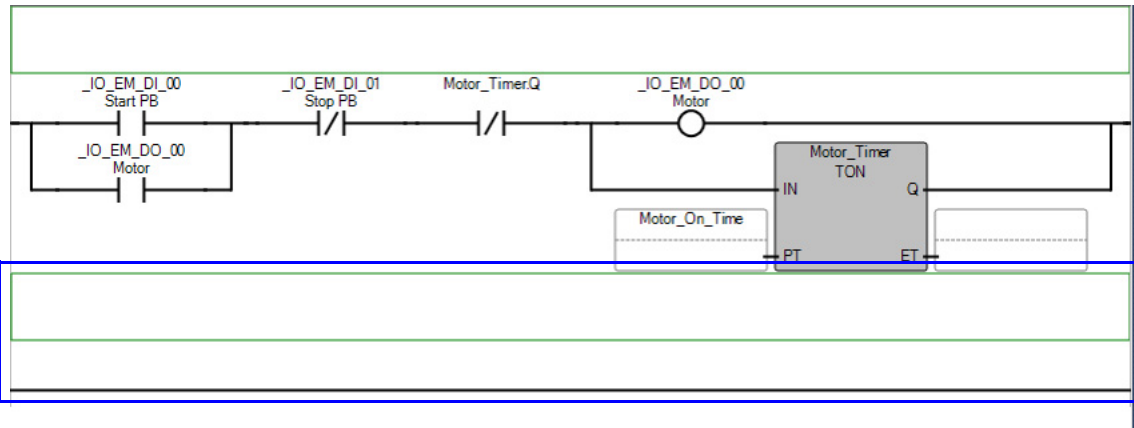 _IO_EM_DI_00
Start PB
_IO_EM_DI_01
Stop PB
Motor_Timer.Q
_IO_EM_DO_00
Motor
_IO_EM_DO_00
Motor
Motor_Timer
TON
IN
Q
Motor_On_Time
PT
ET